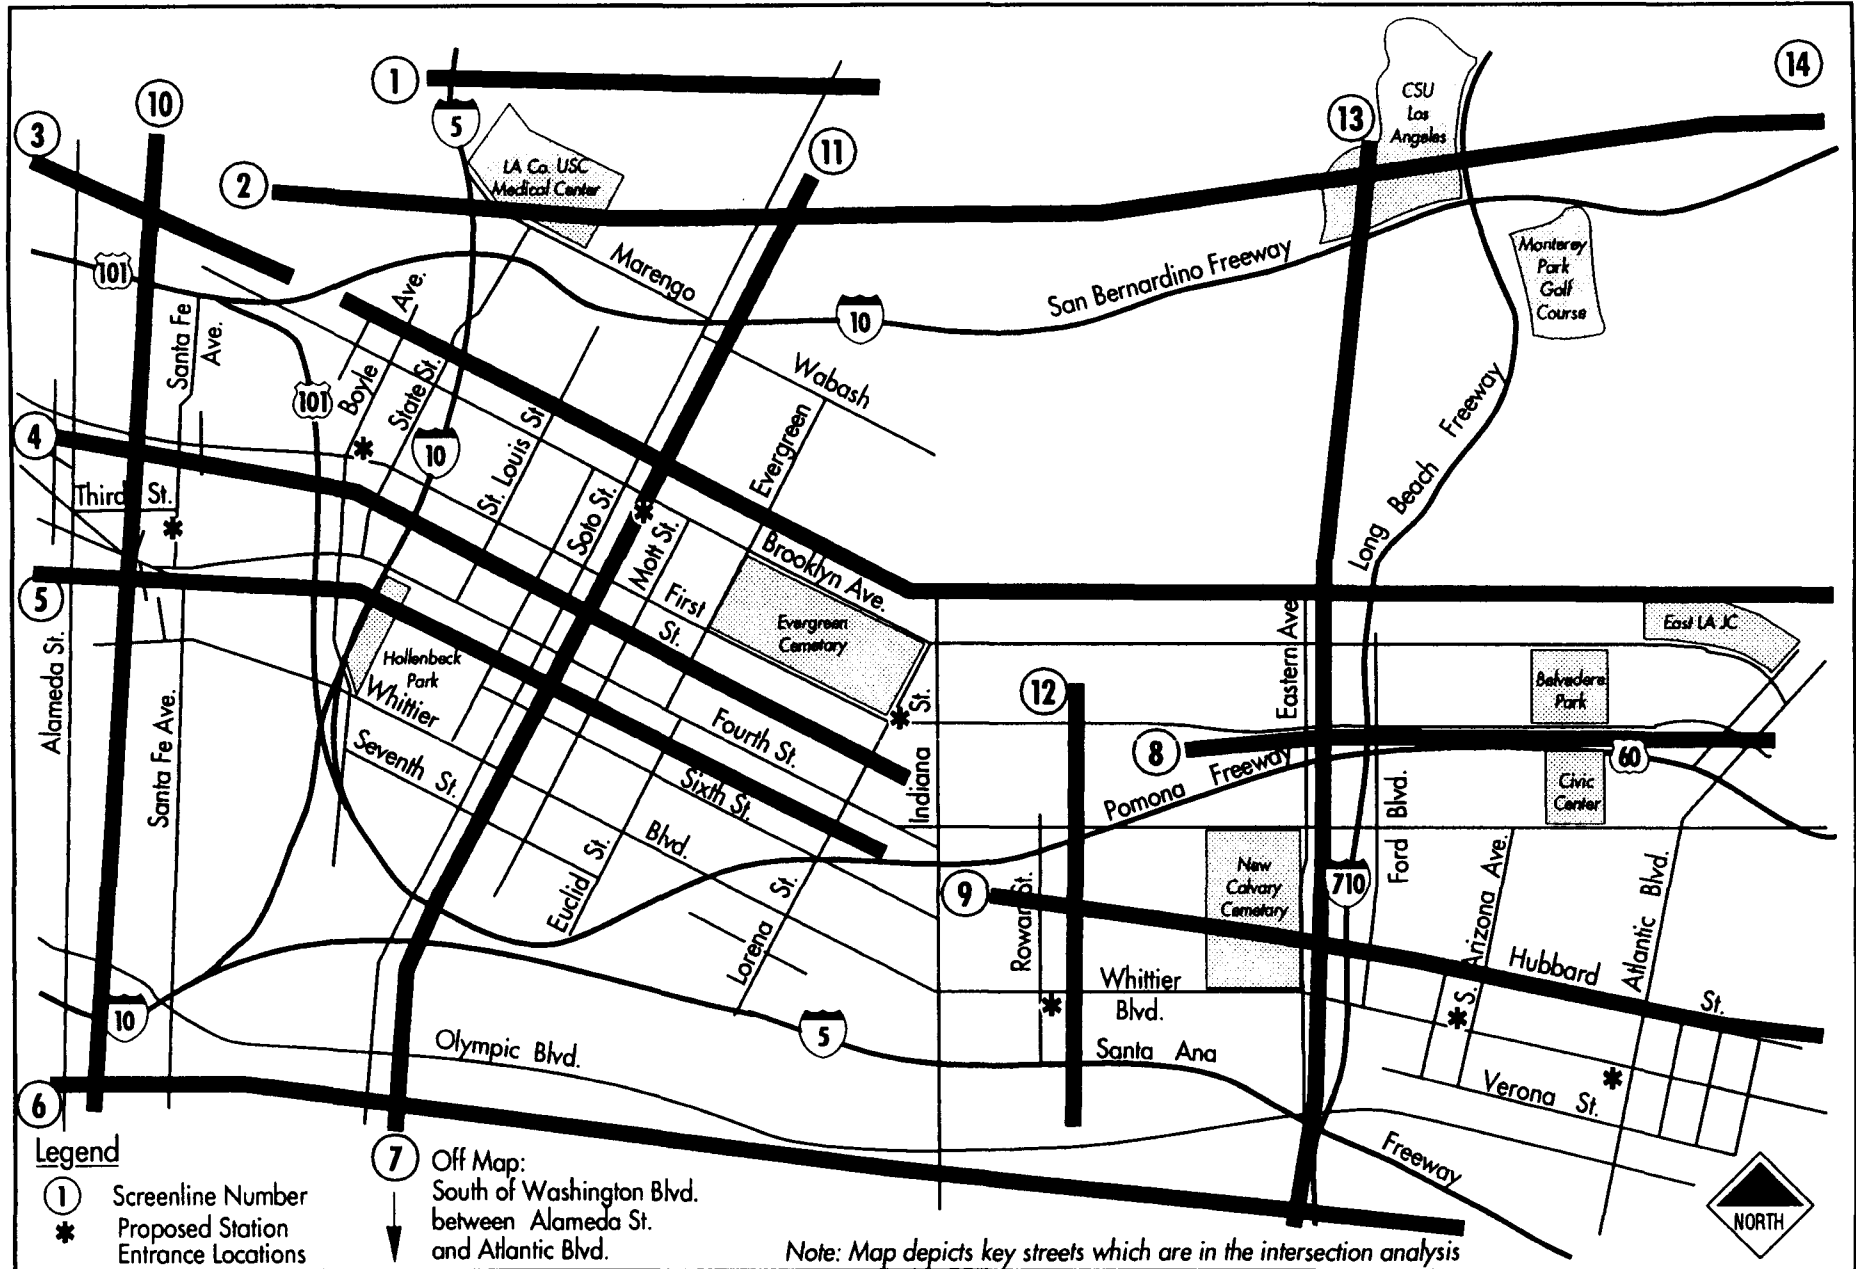 1
14
CSU
Los
Angeles
10
13
5
3
11
LA Co. USC
Medical Center
2
Monterey
Park
Golf
Course
Marengo
San Bernardino Freeway
101
Ave.
10
Santa Fe
Ave.
Wabash
101
Boyle
State St.
Long Beach Freeway
Evergreen
St. Louis St
4
10
Third St.
Soto St.
Mott St.
Brooklyn Ave.
First
St.
5
Evergreen
Cemetary
East LA JC
Alameda St.
Hollenbeck
Park
Eastern Ave
Belvedere
Park
Whittier
12
Indiana St.
Santa Fe Ave.
Fourth St.
Seventh St.
8
Pomona Freeway
60
Sixth St.
Civic
Center
Ford Blvd.
Blvd.
Euclid St.
New
Calvary
Cemetary
710
9
Rowan St.
Lorena St.
S. Arizona Ave.
Atlantic Blvd.
Hubbard St.
Whittier
Blvd.
10
5
Olympic Blvd.
Santa Ana
Verona St.
6
Freeway
Legend
1 Screenline Number
* Proposed Station
Entrance Locations
7 Off Map:
South of Washington Blvd.
between Alameda St.
and Atlantic Blvd.
Note: Map depicts key streets which are in the intersection analysis
NORTH